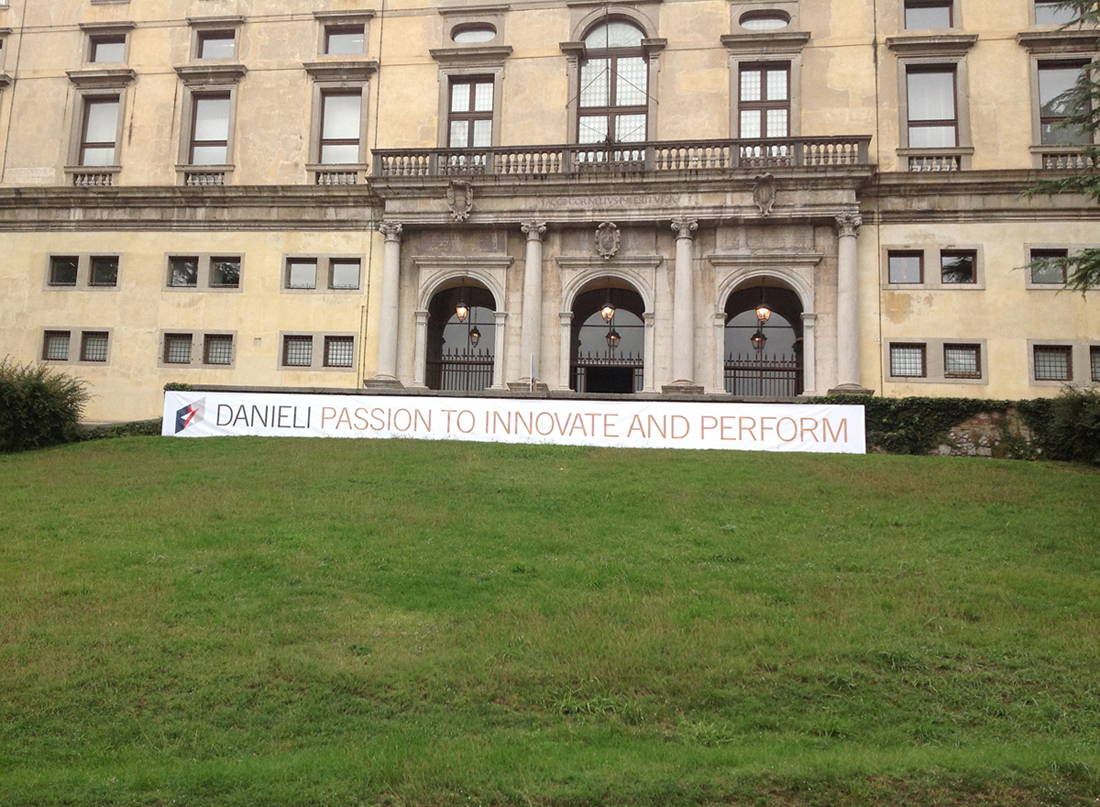 DANIELI PASSION TO INNOVATE AND PERFORM